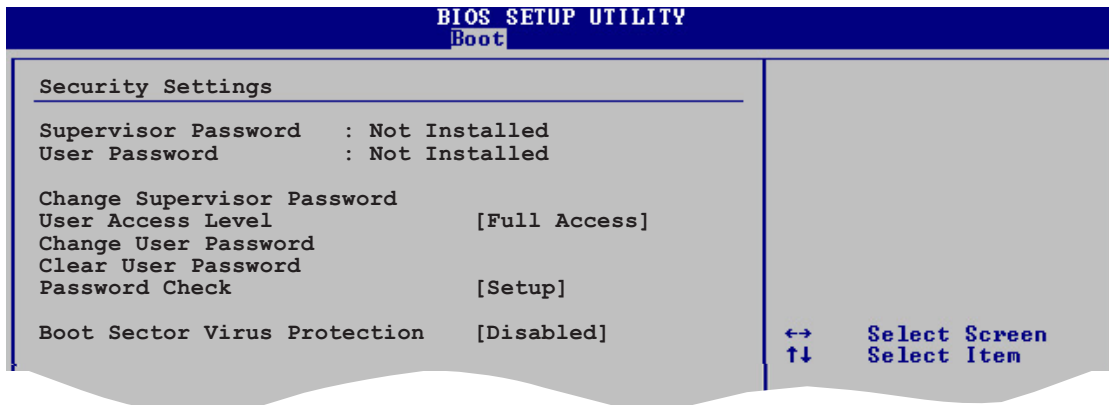 BIOS SETUP UTILITY
Boot
Security Settings
Supervisor Password : Not Installed
User Password : Not Installed
Change Supervisor Password
User Access Level [Full Access]
Change User Password
Clear User Password
Password Check [Setup]
Boot Sector Virus Protection [Disabled]
↔ Select Screen
↑↓ Select Item